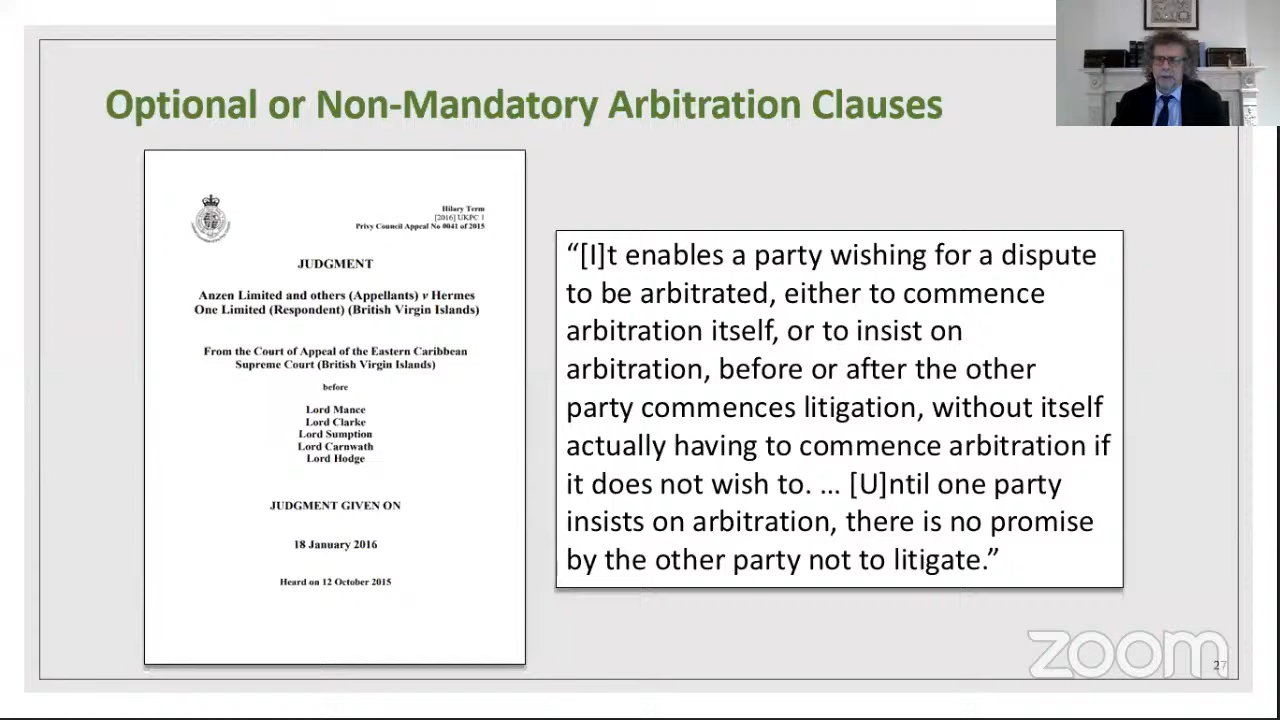 Optional or Non-Mandatory Arbitration Clauses
Hilary Term
[2016] UKPC 1
Privy Council Appeal No 0041 of 2015
JUDGMENT
Anzen Limited and others (Appellants) v Hermes
One Limited (Respondent) (British Virgin Islands)
From the Court of Appeal of the Eastern Caribbean
Supreme Court (British Virgin Islands)
before
Lord Mance
Lord Clarke
Lord Sumption
Lord Carnwath
Lord Hodge
JUDGMENT GIVEN ON
18 January 2016
Heard on 12 October 2015
“[I]t enables a party wishing for a dispute
to be arbitrated, either to commence
arbitration itself, or to insist on
arbitration, before or after the other
party commences litigation, without itself
actually having to commence arbitration if
it does not wish to. … [U]ntil one party
insists on arbitration, there is no promise
by the other party not to litigate.”
zoom
27